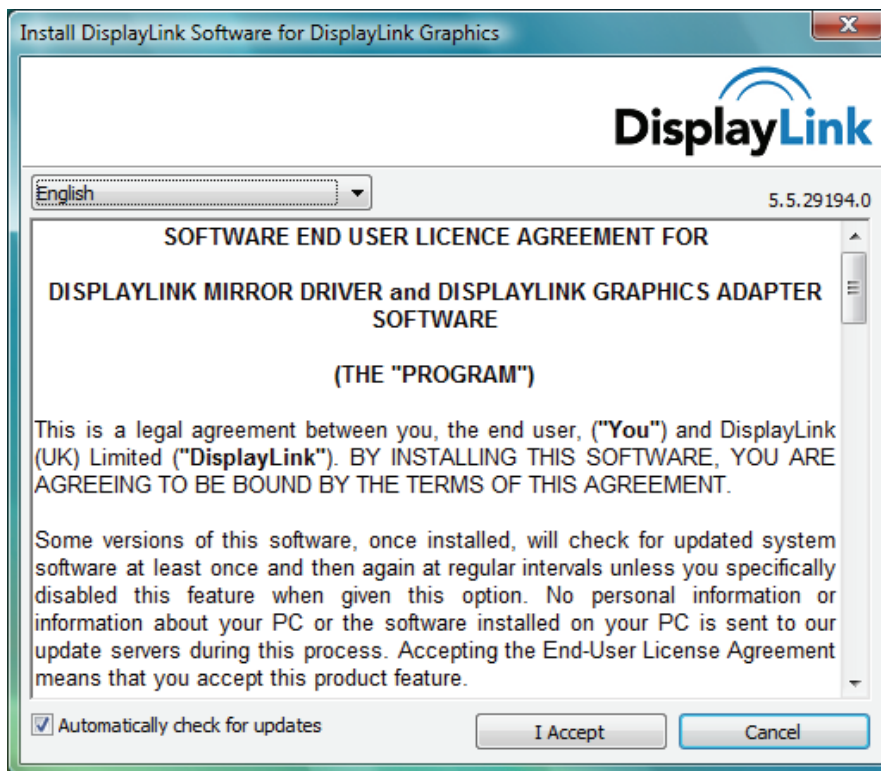 Install DisplayLink Software for DisplayLink Graphics
DisplayLink
English
5.5.29194.0
SOFTWARE END USER LICENCE AGREEMENT FOR
DISPLAYLINK MIRROR DRIVER and DISPLAYLINK GRAPHICS ADAPTER
SOFTWARE
(THE "PROGRAM")
This is a legal agreement between you, the end user, ("You") and DisplayLink
(UK) Limited ("DisplayLink"). BY INSTALLING THIS SOFTWARE, YOU ARE
AGREEING TO BE BOUND BY THE TERMS OF THIS AGREEMENT.
Some versions of this software, once installed, will check for updated system
software at least once and then again at regular intervals unless you specifically
disabled this feature when given this option. No personal information or
information about your PC or the software installed on your PC is sent to our
update servers during this process. Accepting the End-User License Agreement
means that you accept this product feature.
Automatically check for updates
I Accept
Cancel